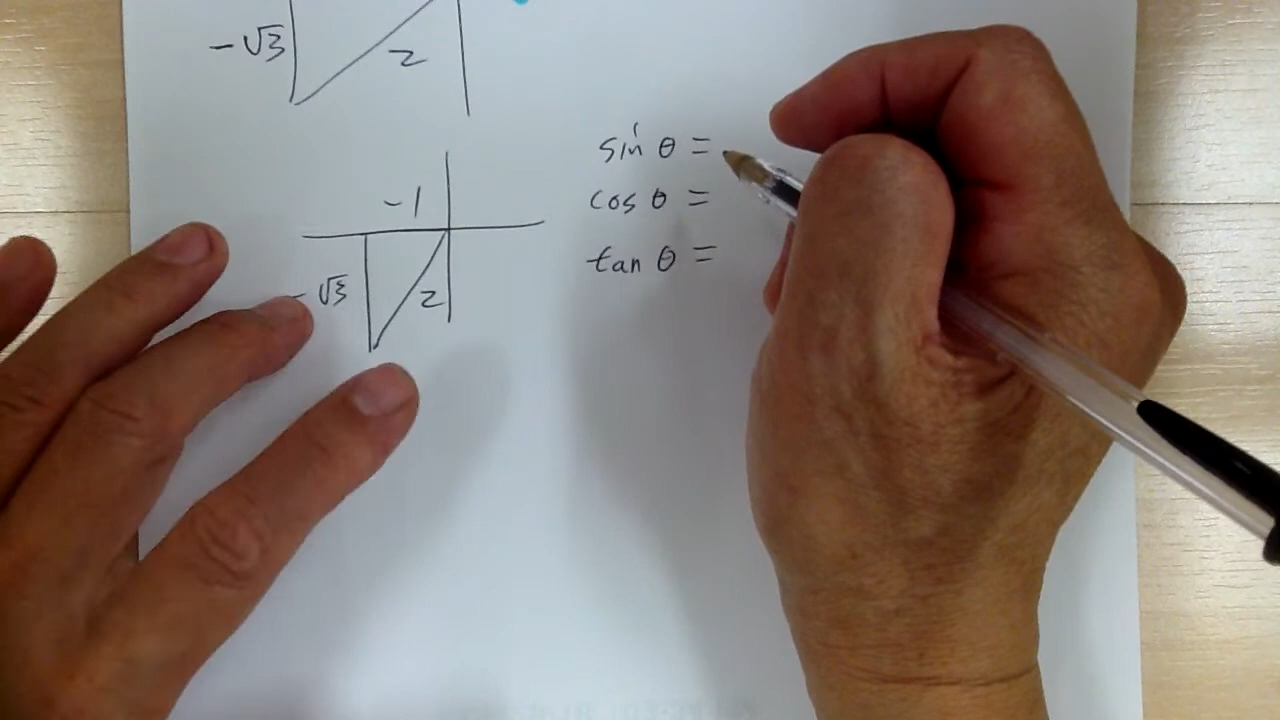 -√3
2
-1
-√3
2
sin θ =
cos θ =
tan θ =